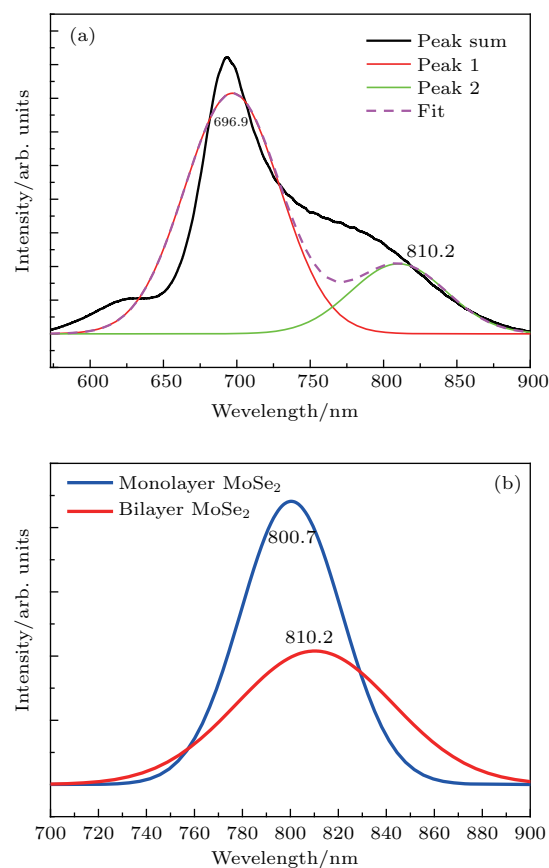 (a)
Peak sum
Peak 1
Peak 2
Fit
696.9
810.2
Intensity/arb. units
600 650 700 750 800 850 900
Wavelength/nm
(b)
Monolayer MoSe₂
Bilayer MoSe₂
800.7
810.2
Intensity/arb. units
700 720 740 760 780 800 820 840 860 880 900
Wavelength/nm